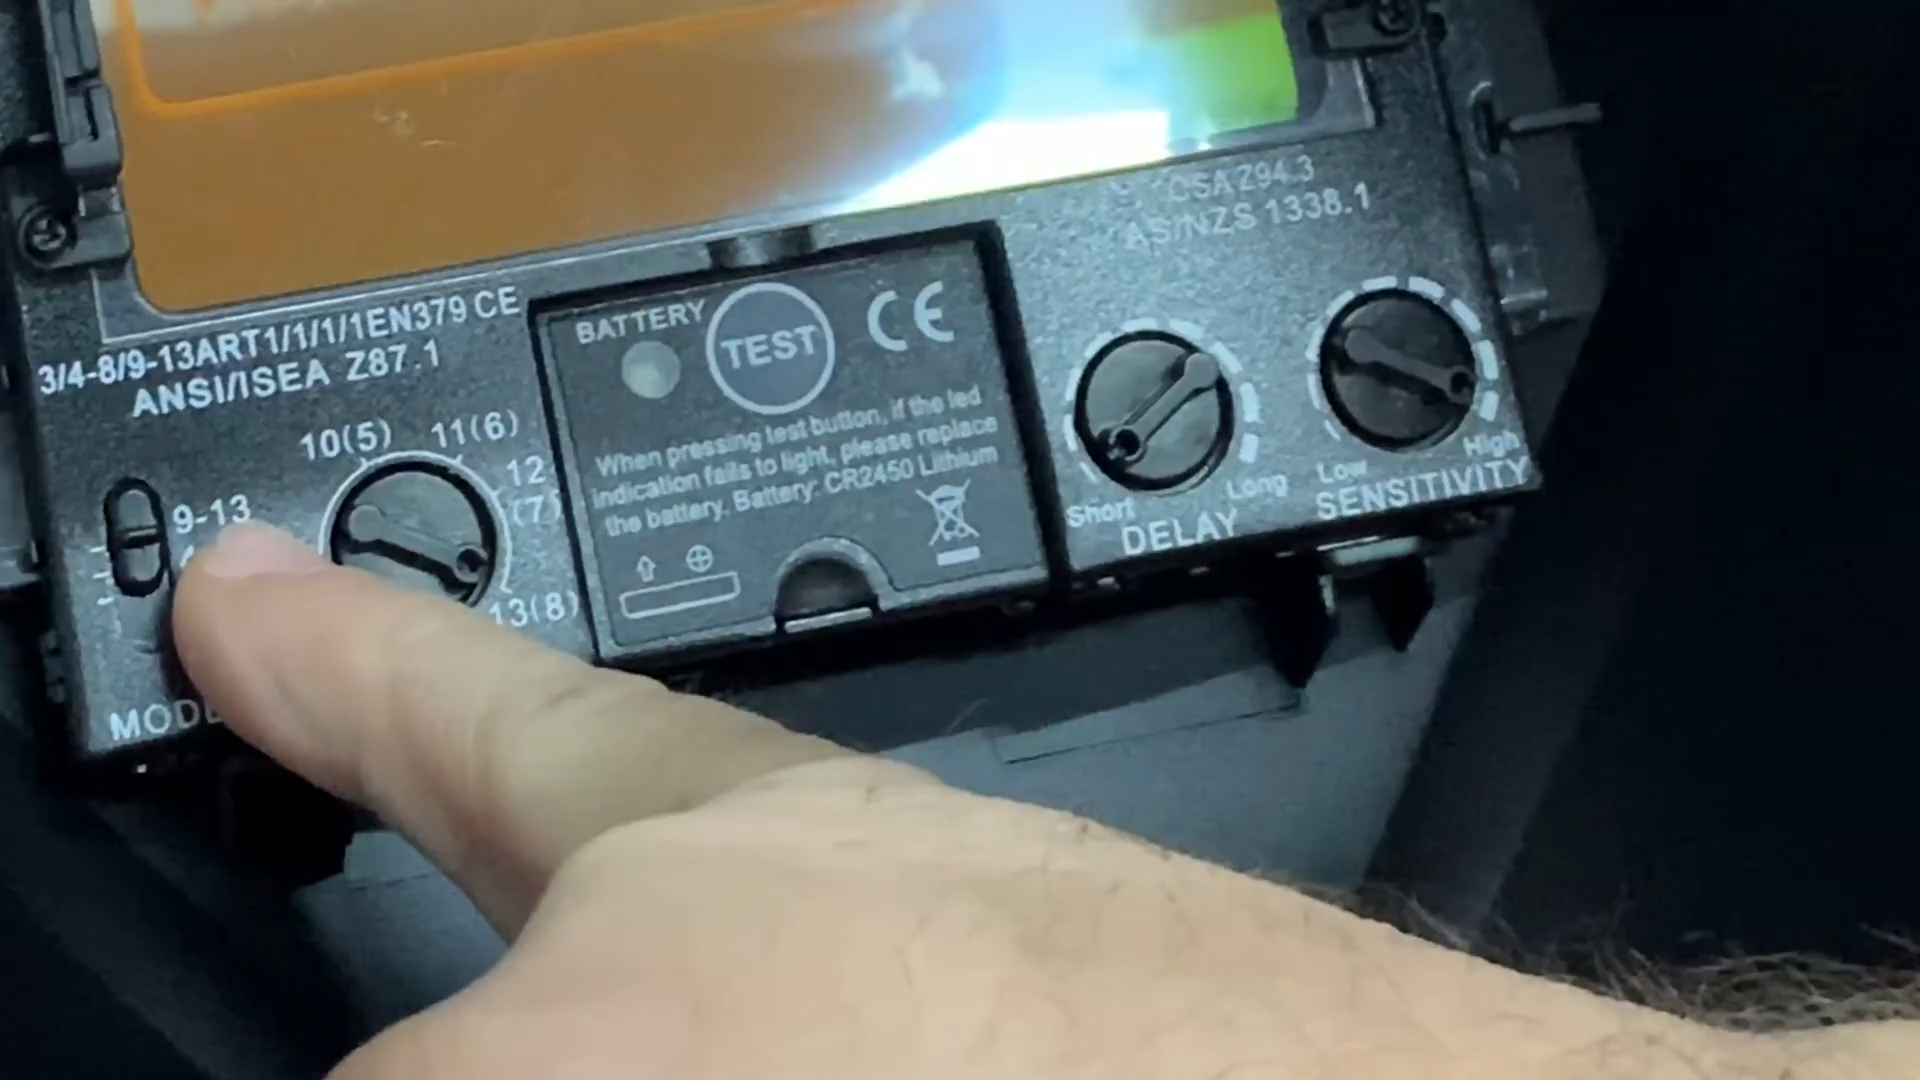 CSA Z94.3
AS/NZS 1338.1
3/4-8/9-13ART1/1/1/1EN379 CE
ANSI/ISEA Z87.1
BATTERY
TEST
CE
When pressing test button, if the led
indication fails to light, please replace
the battery. Battery: CR2450 Lithium
10(5)
11(6)
12
(7)
13(8)
9-13
MODE
Short
Long
DELAY
Low
High
SENSITIVITY